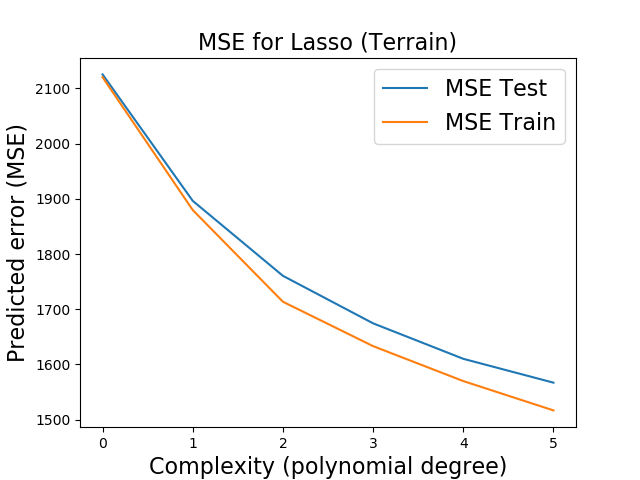 MSE for Lasso (Terrain)
MSE Test
MSE Train
Predicted error (MSE)
2100
2000
1900
1800
1700
1600
1500
0 1 2 3 4 5
Complexity (polynomial degree)